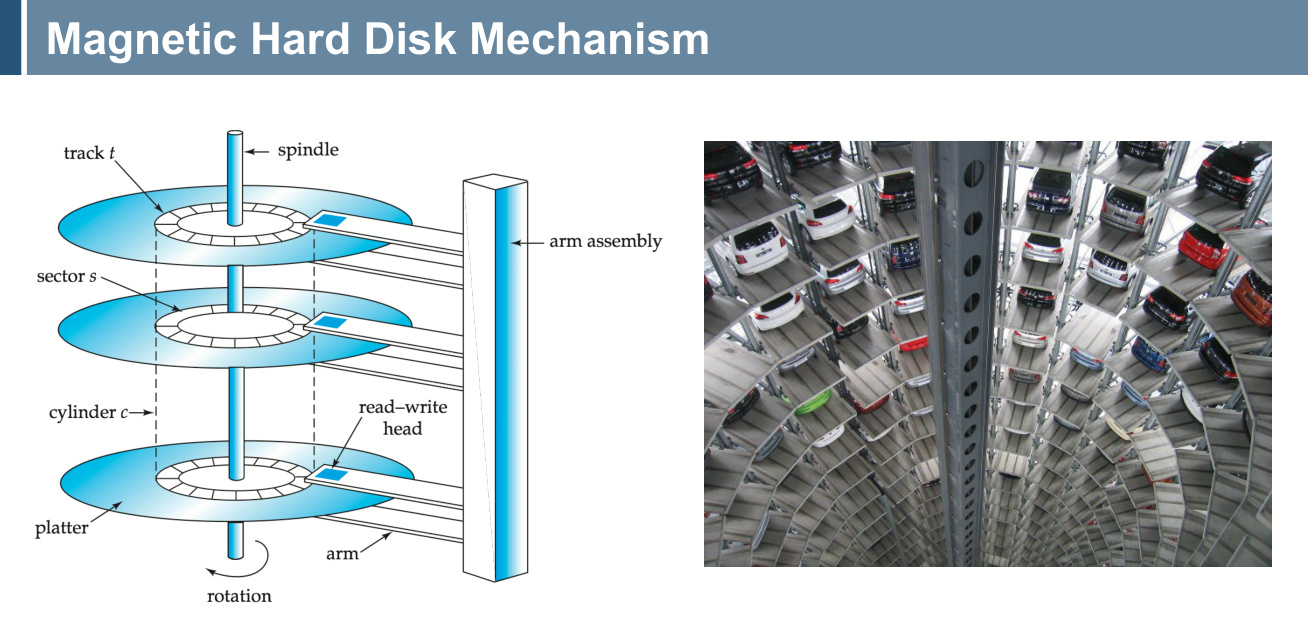 Magnetic Hard Disk Mechanism
track t
spindle
arm assembly
sector s
cylinder c
read–write
head
platter
arm
rotation